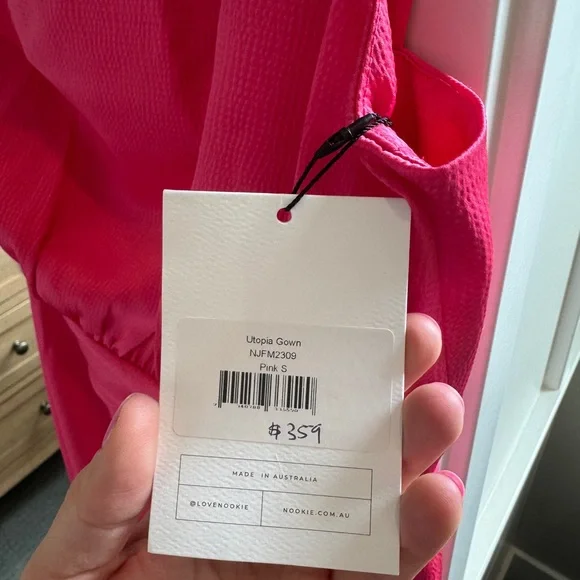 Utopia Gown
NJFM2309
Pink S
$359
MADE IN AUSTRALIA
@LOVENOOKIE
NOOKIE.COM.AU